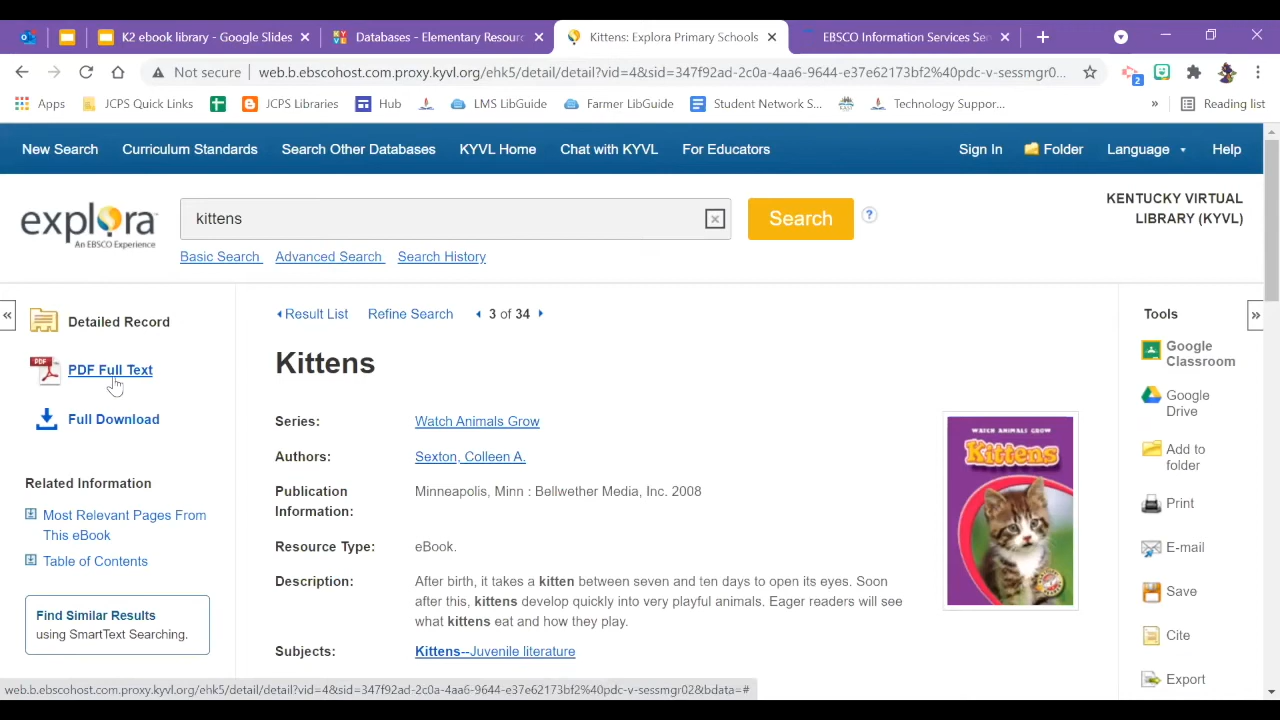 K2 ebook library - Google Slides
Databases - Elementary Resour
Kittens: Explora Primary Schools
EBSCO Information Services Se
Not secure
web.b.ebscohost.com.proxy.kyvl.org/ehk5/detail/detail?vid=4&sid=347f92ad-2c0a-4aa6-9644-e37e62173bf2%40pdc-v-sessmgr0...
2
Apps
JCPS Quick Links
JCPS Libraries
Hub
LMS LibGuide
Farmer LibGuide
Student Network S...
Technology Suppor...
»
Reading list
New Search
Curriculum Standards
Search Other Databases
KYVL Home
Chat with KYVL
For Educators
Sign In
Folder
Language
Help
explora
An EBSCO Experience
kittens
Search
?
KENTUCKY VIRTUAL
LIBRARY (KYVL)
Basic Search
Advanced Search
Search History
«
Detailed Record
PDF
PDF Full Text
Full Download
Related Information
Most Relevant Pages From
This eBook
Table of Contents
Find Similar Results
using SmartText Searching.
Result List
Refine Search
3 of 34
Kittens
Series:
Watch Animals Grow
Authors:
Sexton, Colleen A.
Publication
Information:
Minneapolis, Minn : Bellwether Media, Inc. 2008
Resource Type:
eBook.
Description:
After birth, it takes a kitten between seven and ten days to open its eyes. Soon
after this, kittens develop quickly into very playful animals. Eager readers will see
what kittens eat and how they play.
Subjects:
Kittens--Juvenile literature
WATCH ANIMALS GROW
Kittens
Tools
»
Google
Classroom
Google
Drive
Add to
folder
Print
E-mail
Save
Cite
Export
web.b.ebscohost.com.proxy.kyvl.org/ehk5/detail/detail?vid=4&sid=347f92ad-2c0a-4aa6-9644-e37e62173bf2%40pdc-v-sessmgr02&bdata=#